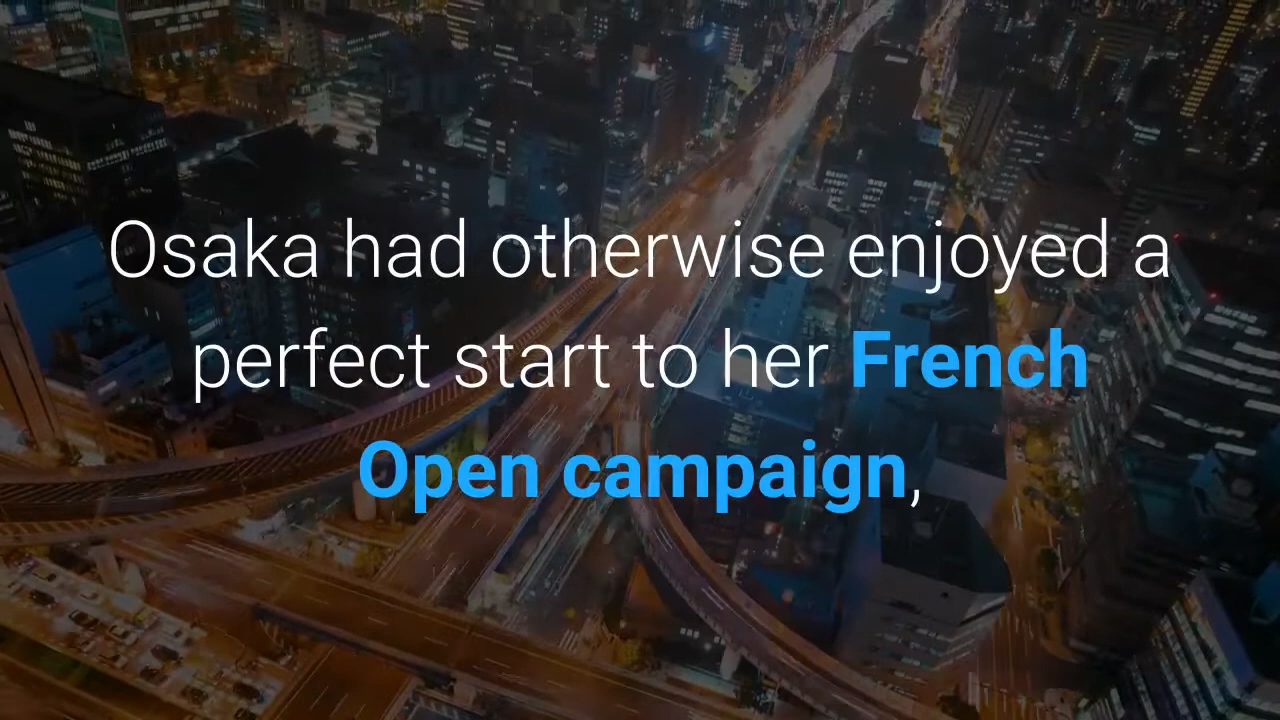 Osaka had otherwise enjoyed a
perfect start to her French
Open campaign,